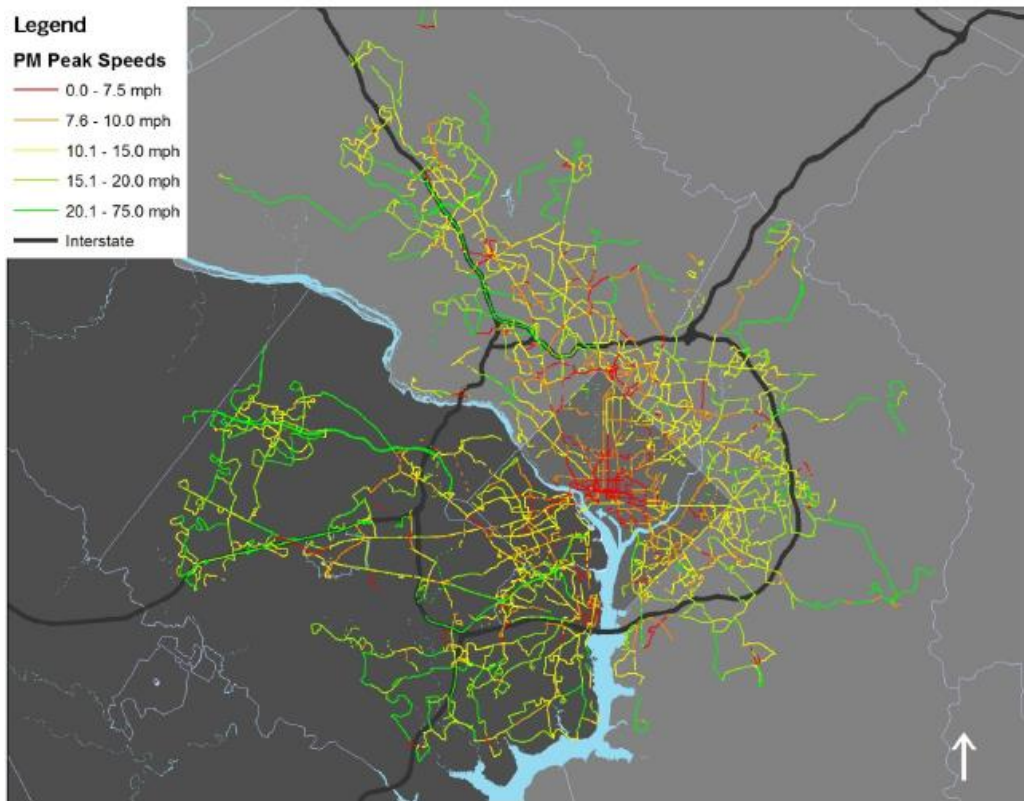 Legend
PM Peak Speeds
0.0 - 7.5 mph
7.6 - 10.0 mph
10.1 - 15.0 mph
15.1 - 20.0 mph
20.1 - 75.0 mph
Interstate